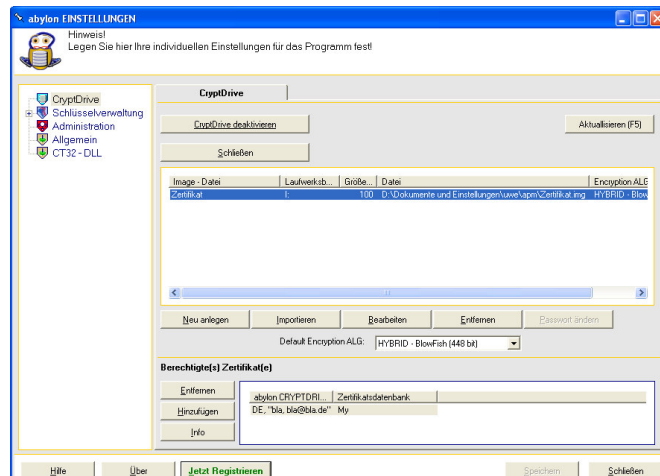 abylon EINSTELLUNGEN
Hinweis!
Legen Sie hier Ihre individuellen Einstellungen für das Programm fest!
CryptDrive
Schlüsselverwaltung
Administration
Allgemein
CT32 - DLL
CryptDrive
CryptDrive deaktivieren
Aktuallisieren (F5)
Schließen
Image - Datei Laufwerksb... Größe... Datei Encryption ALG
Zertifikat I: 100 D:\Dokumente und Einstellungen\uwe\apm\Zertifikat.img HYBRID - Blow
Neu anlegen Importieren Bearbeiten Entfernen Passwort ändern
Default Encryption ALG: HYBRID - BlowFish (448 bit)
Berechtigte(s) Zertifikat(e)
Entfernen
Hinzufügen
Info
abylon CRYPTDRI... Zertifikatsdatenbank
DE, "bla, bla@bla.de" My
Hilfe Über Jetzt Registrieren Speichern Schließen